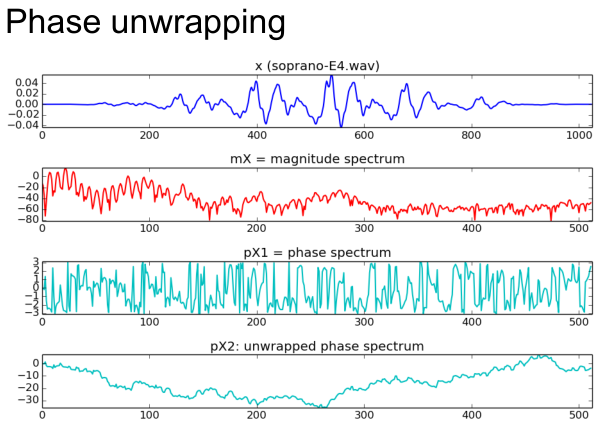 Phase unwrapping
x (soprano-E4.wav)
0.04
0.02
0.00
−0.02
−0.04
0 200 400 600 800 1000
mX = magnitude spectrum
0
−20
−40
−60
−80
0 100 200 300 400 500
pX1 = phase spectrum
3
2
1
0
−1
−2
−3
0 100 200 300 400 500
pX2: unwrapped phase spectrum
0
−10
−20
−30
0 100 200 300 400 500